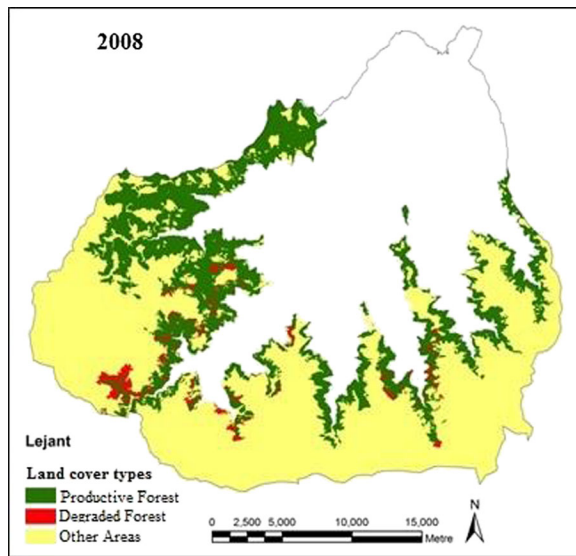 2008
Lejant
Land cover types
Productive Forest
Degraded Forest
Other Areas
N
0 2,500 5,000 10,000 15,000
Metre